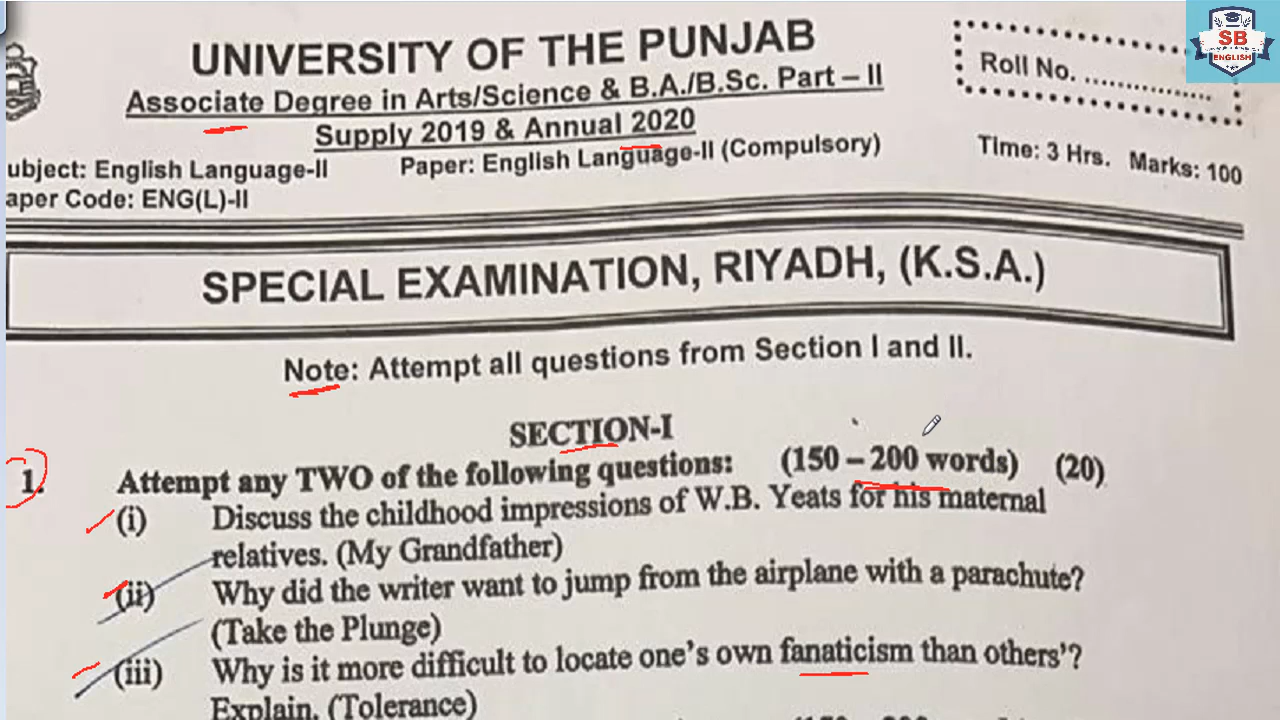 UNIVERSITY OF THE PUNJAB
Associate Degree in Arts/Science & B.A./B.Sc. Part – II
Supply 2019 & Annual 2020
Roll No. ..................
SB
ENGLISH
ubject: English Language-II Paper: English Language-II (Compulsory) Time: 3 Hrs. Marks: 100
aper Code: ENG(L)-II
SPECIAL EXAMINATION, RIYADH, (K.S.A.)
Note: Attempt all questions from Section I and II.
SECTION-I
1. Attempt any TWO of the following questions: (150 – 200 words) (20)
(i) Discuss the childhood impressions of W.B. Yeats for his maternal
relatives. (My Grandfather)
(ii) Why did the writer want to jump from the airplane with a parachute?
(Take the Plunge)
(iii) Why is it more difficult to locate one's own fanaticism than others'?
Explain. (Tolerance)